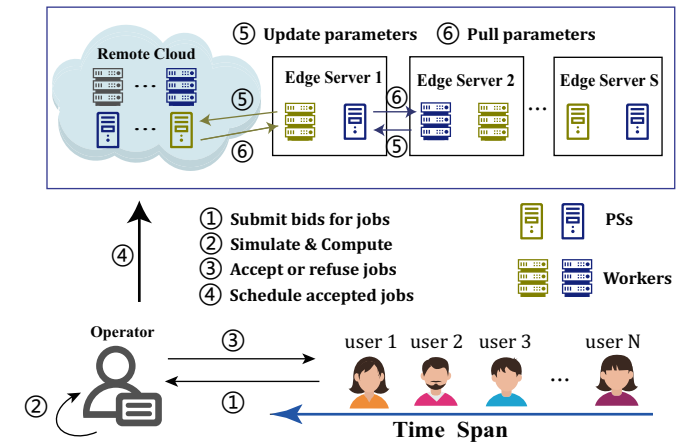 ⑤ Update parameters ⑥ Pull parameters
Remote Cloud
Edge Server 1
Edge Server 2
Edge Server S
...
...
...
⑤
⑥
⑥
⑤
④
① Submit bids for jobs
② Simulate & Compute
③ Accept or refuse jobs
④ Schedule accepted jobs
PSs
Workers
Operator
③
①
②
user 1 user 2 user 3 user N
...
Time Span